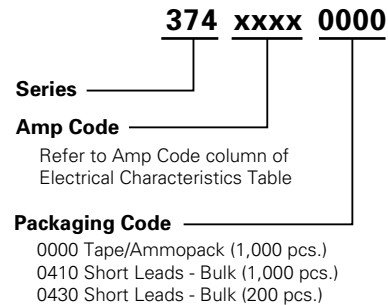 374 xxxx 0000
Series
Amp Code
Refer to Amp Code column of
Electrical Characteristics Table
Packaging Code
0000 Tape/Ammopack (1,000 pcs.)
0410 Short Leads - Bulk (1,000 pcs.)
0430 Short Leads - Bulk (200 pcs.)